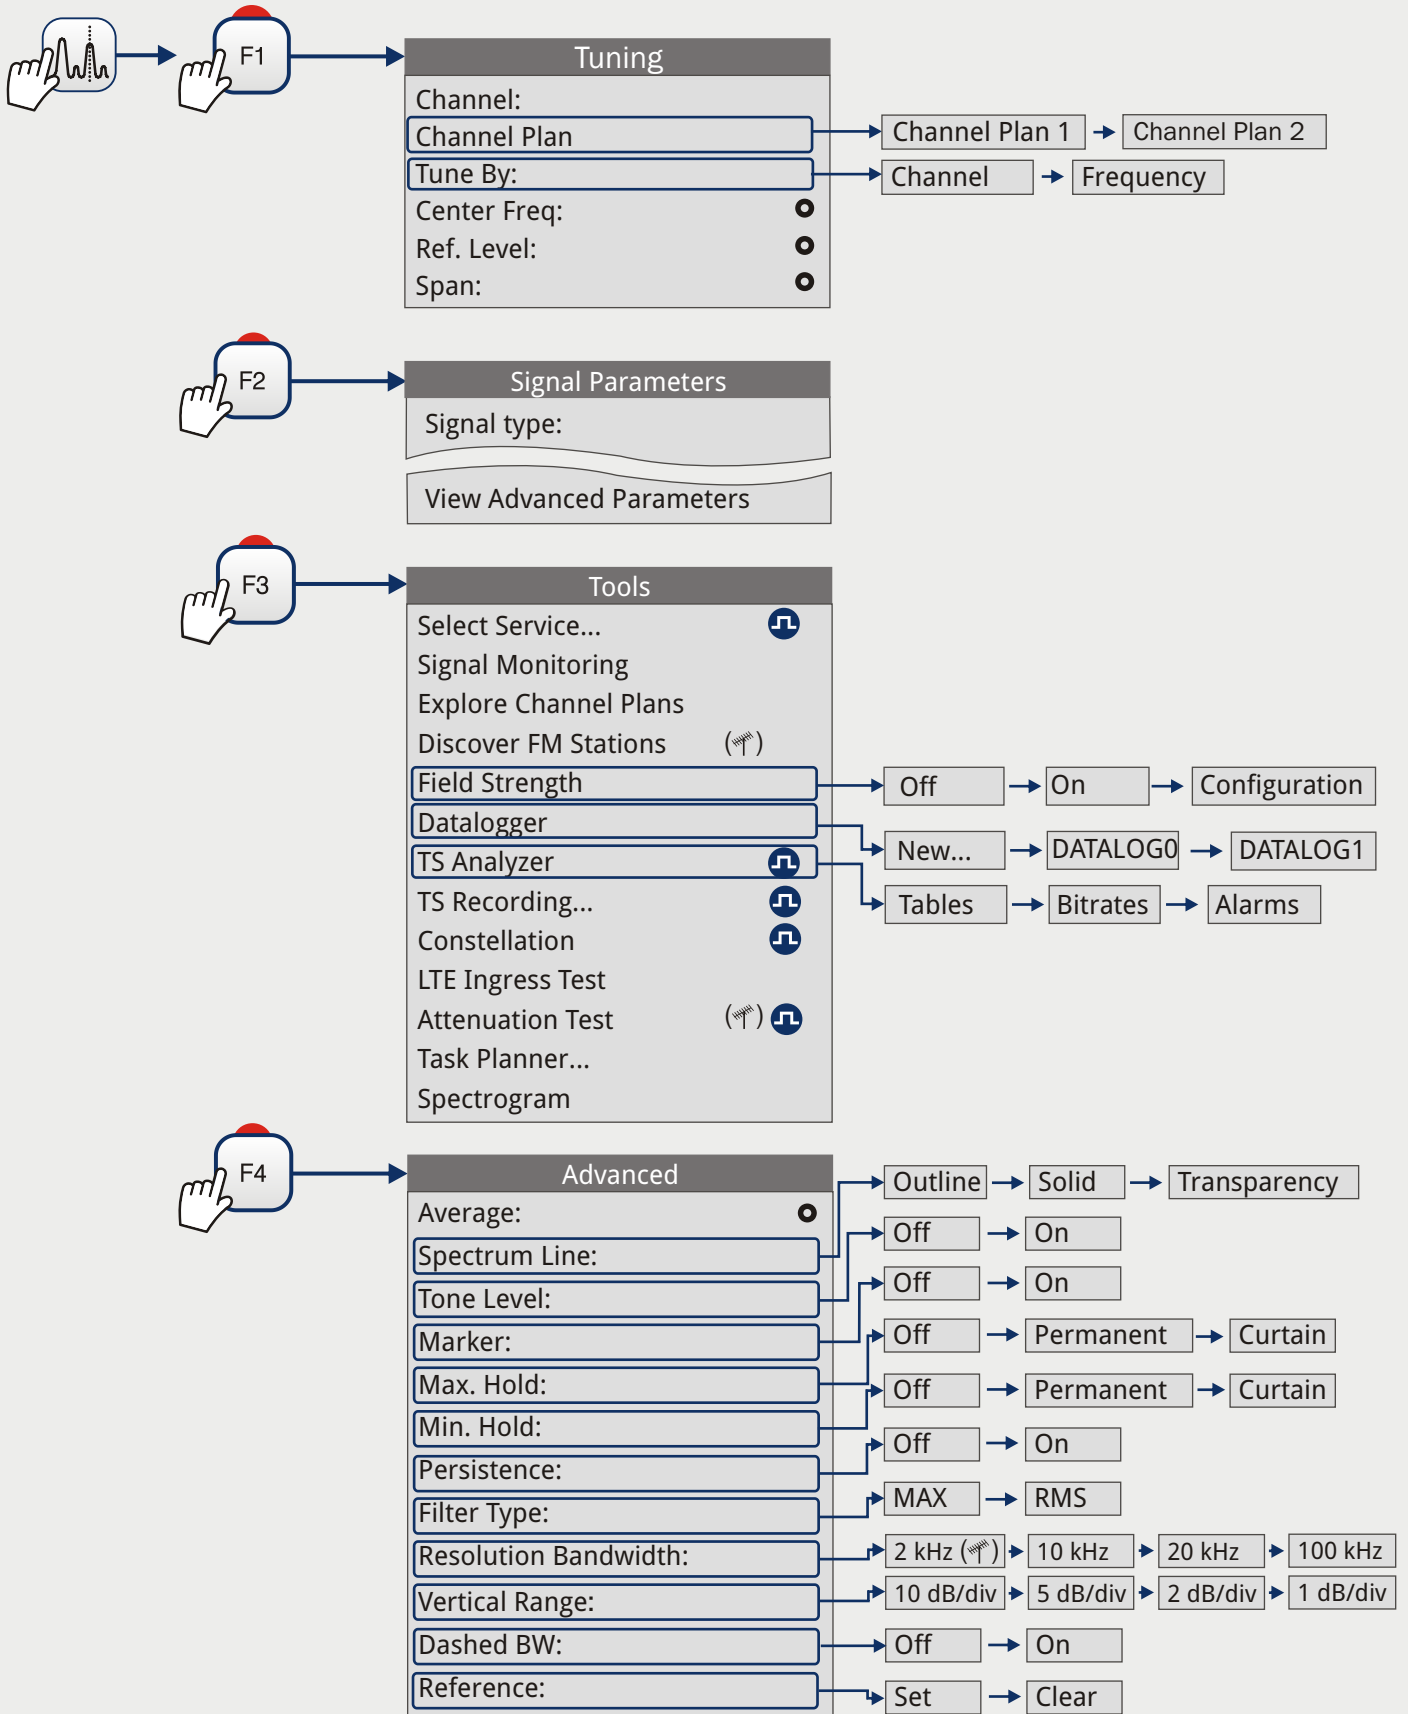 F1
Tuning
Channel:
Channel Plan
Channel Plan 1
Channel Plan 2
Tune By:
Channel
Frequency
Center Freq:
Ref. Level:
Span:
F2
Signal Parameters
Signal type:
View Advanced Parameters
F3
Tools
Select Service...
Signal Monitoring
Explore Channel Plans
Discover FM Stations ( )
Field Strength
Off
On
Configuration
Datalogger
New...
DATALOG0
DATALOG1
TS Analyzer
Tables
Bitrates
Alarms
TS Recording...
Constellation
LTE Ingress Test
Attenuation Test ( )
Task Planner...
Spectrogram
F4
Advanced
Average:
Spectrum Line:
Outline
Solid
Transparency
Tone Level:
Off
On
Marker:
Off
On
Max. Hold:
Off
Permanent
Curtain
Min. Hold:
Off
Permanent
Curtain
Persistence:
Off
On
Filter Type:
MAX
RMS
Resolution Bandwidth:
2 kHz ( )
10 kHz
20 kHz
100 kHz
Vertical Range:
10 dB/div
5 dB/div
2 dB/div
1 dB/div
Dashed BW:
Off
On
Reference:
Set
Clear